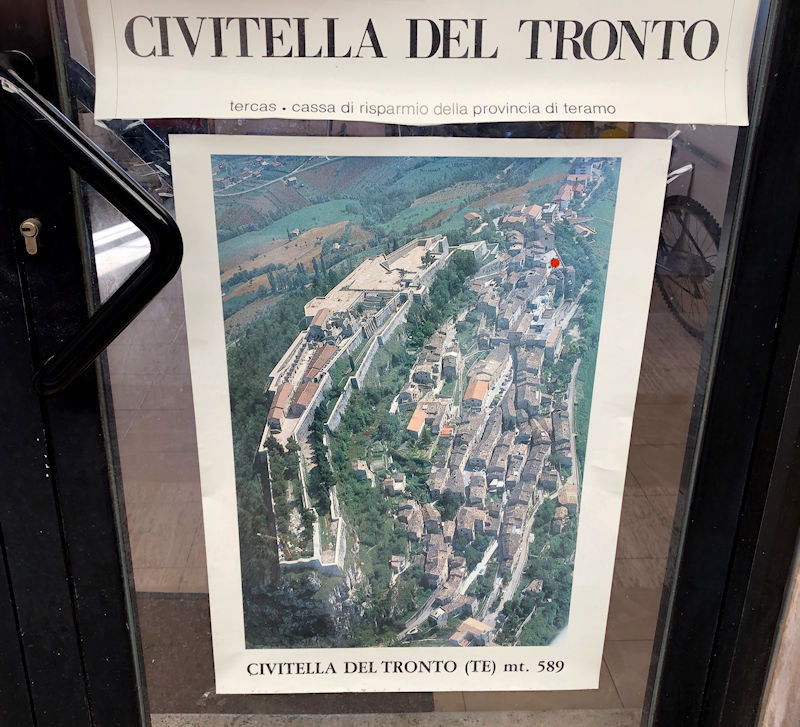 CIVITELLA DEL TRONTO
tercas • cassa di risparmio della provincia di teramo
CIVITELLA DEL TRONTO (TE) mt. 589